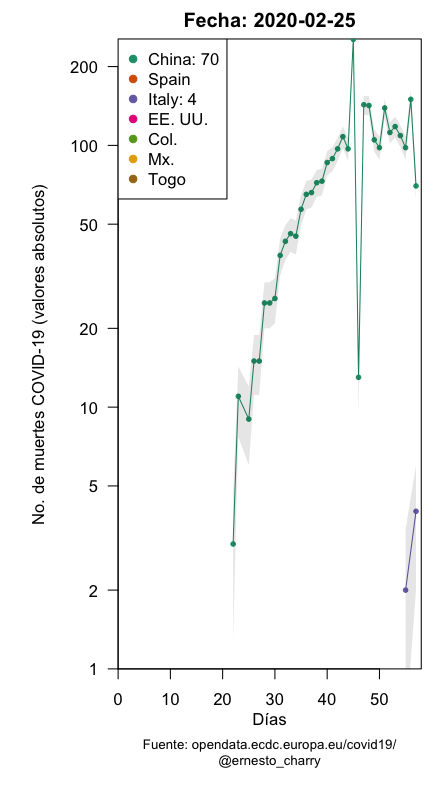 Fecha: 2020-02-25
No. de muertes COVID-19 (valores absolutos)
200
100
50
20
10
5
2
1
China: 70
Spain
Italy: 4
EE. UU.
Col.
Mx.
Togo
0 10 20 30 40 50
Días
Fuente: opendata.ecdc.europa.eu/covid19/
@ernesto_charry